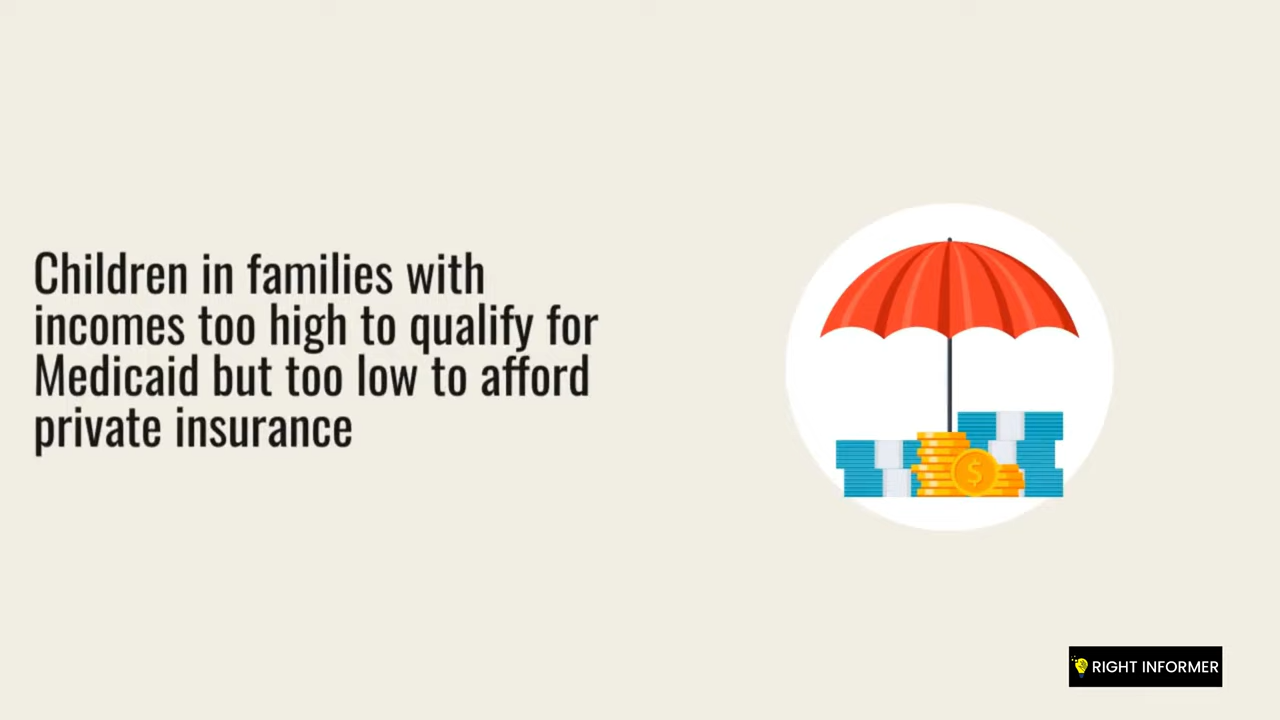 Children in families with
incomes too high to qualify for
Medicaid but too low to afford
private insurance
$
RIGHT INFORMER